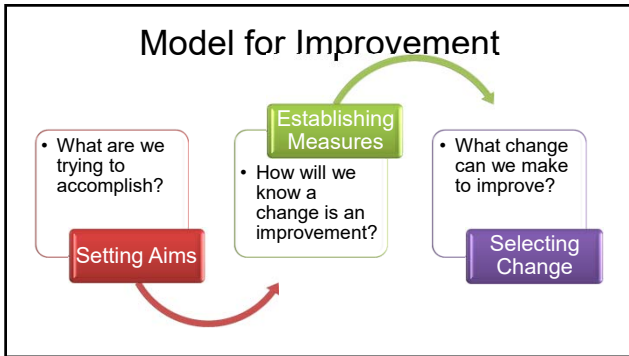 Model for Improvement
• What are we
trying to
accomplish?
Setting Aims
Establishing
Measures
• How will we
know a
change is an
improvement?
• What change
can we make
to improve?
Selecting
Change